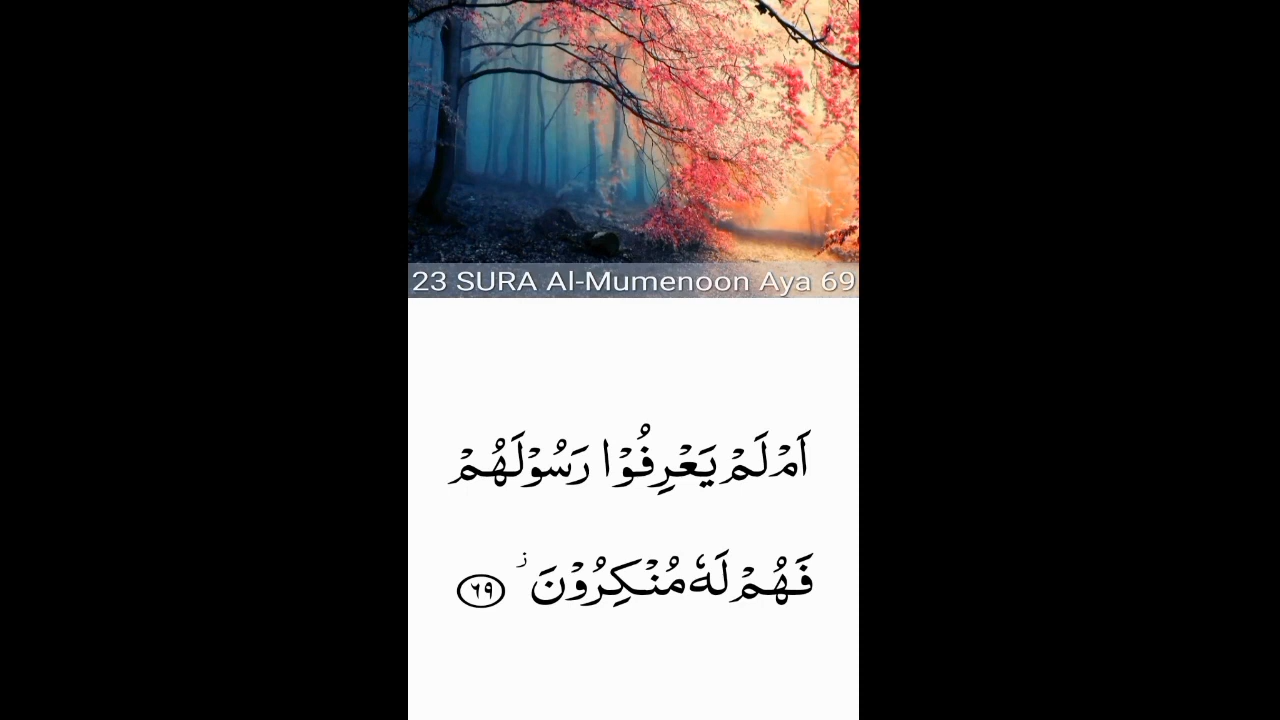 23 SURA Al-Mumenoon Aya 69
اَمْ لَمْ يَعْرِفُوْا رَسُوْلَهُمْ
فَهُمْ لَهٗ مُنْكِرُوْنَ ۙ ﴿٦٩﴾